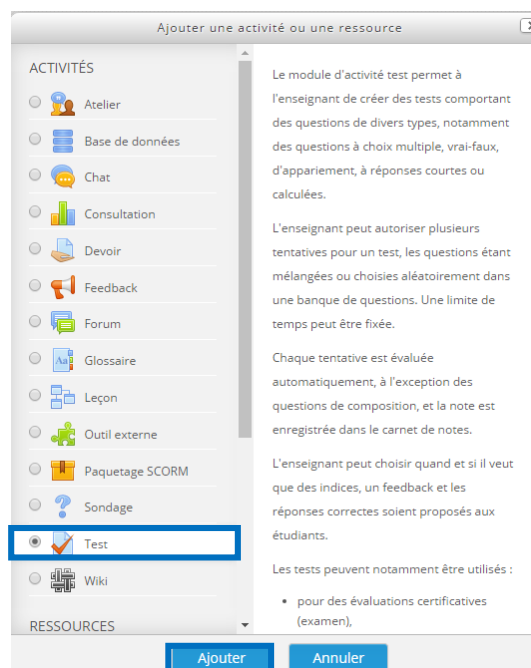 Ajouter une activité ou une ressource
ACTIVITÉS
Atelier
Base de données
Chat
Consultation
Devoir
Feedback
Forum
Glossaire
Leçon
Outil externe
Paquetage SCORM
Sondage
Test
Wiki
RESSOURCES
Le module d'activité test permet à
l'enseignant de créer des tests comportant
des questions de divers types, notamment
des questions à choix multiple, vrai-faux,
d'appariement, à réponses courtes ou
calculées.
L'enseignant peut autoriser plusieurs
tentatives pour un test, les questions étant
mélangées ou choisies aléatoirement dans
une banque de questions. Une limite de
temps peut être fixée.
Chaque tentative est évaluée
automatiquement, à l'exception des
questions de composition, et la note est
enregistrée dans le carnet de notes.
L'enseignant peut choisir quand et si il veut
que des indices, un feedback et les
réponses correctes soient proposés aux
étudiants.
Les tests peuvent notamment être utilisés :
• pour des évaluations certificatives
(examen),
Ajouter
Annuler